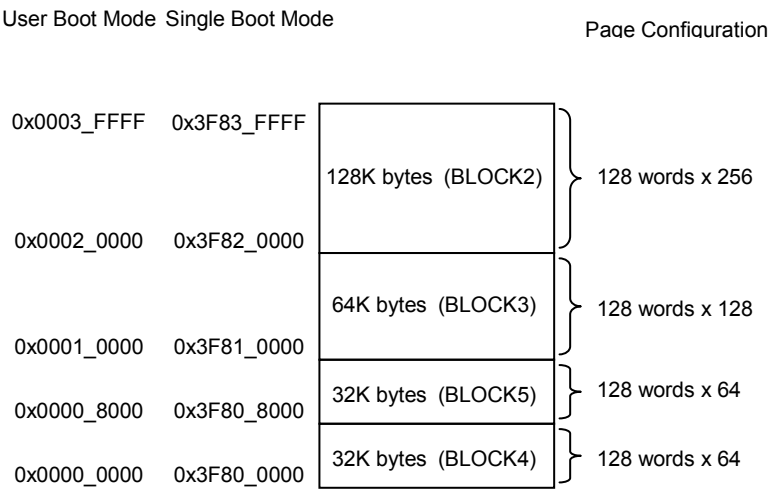 User Boot Mode Single Boot Mode
Page Configuration
0x0003_FFFF 0x3F83_FFFF
128K bytes (BLOCK2) 128 words x 256
0x0002_0000 0x3F82_0000
64K bytes (BLOCK3) 128 words x 128
0x0001_0000 0x3F81_0000
32K bytes (BLOCK5) 128 words x 64
0x0000_8000 0x3F80_8000
32K bytes (BLOCK4) 128 words x 64
0x0000_0000 0x3F80_0000